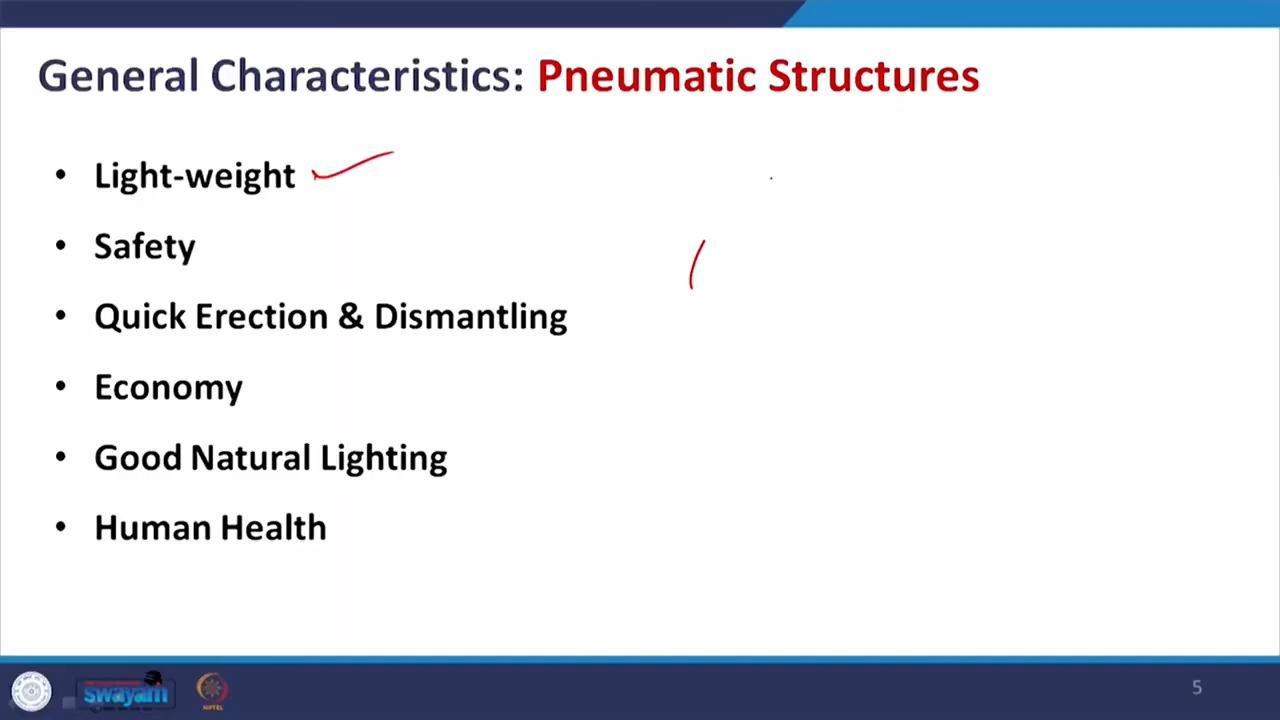 General Characteristics: Pneumatic Structures
• Light-weight
• Safety
• Quick Erection & Dismantling
• Economy
• Good Natural Lighting
• Human Health
swayam
NPTEL
5